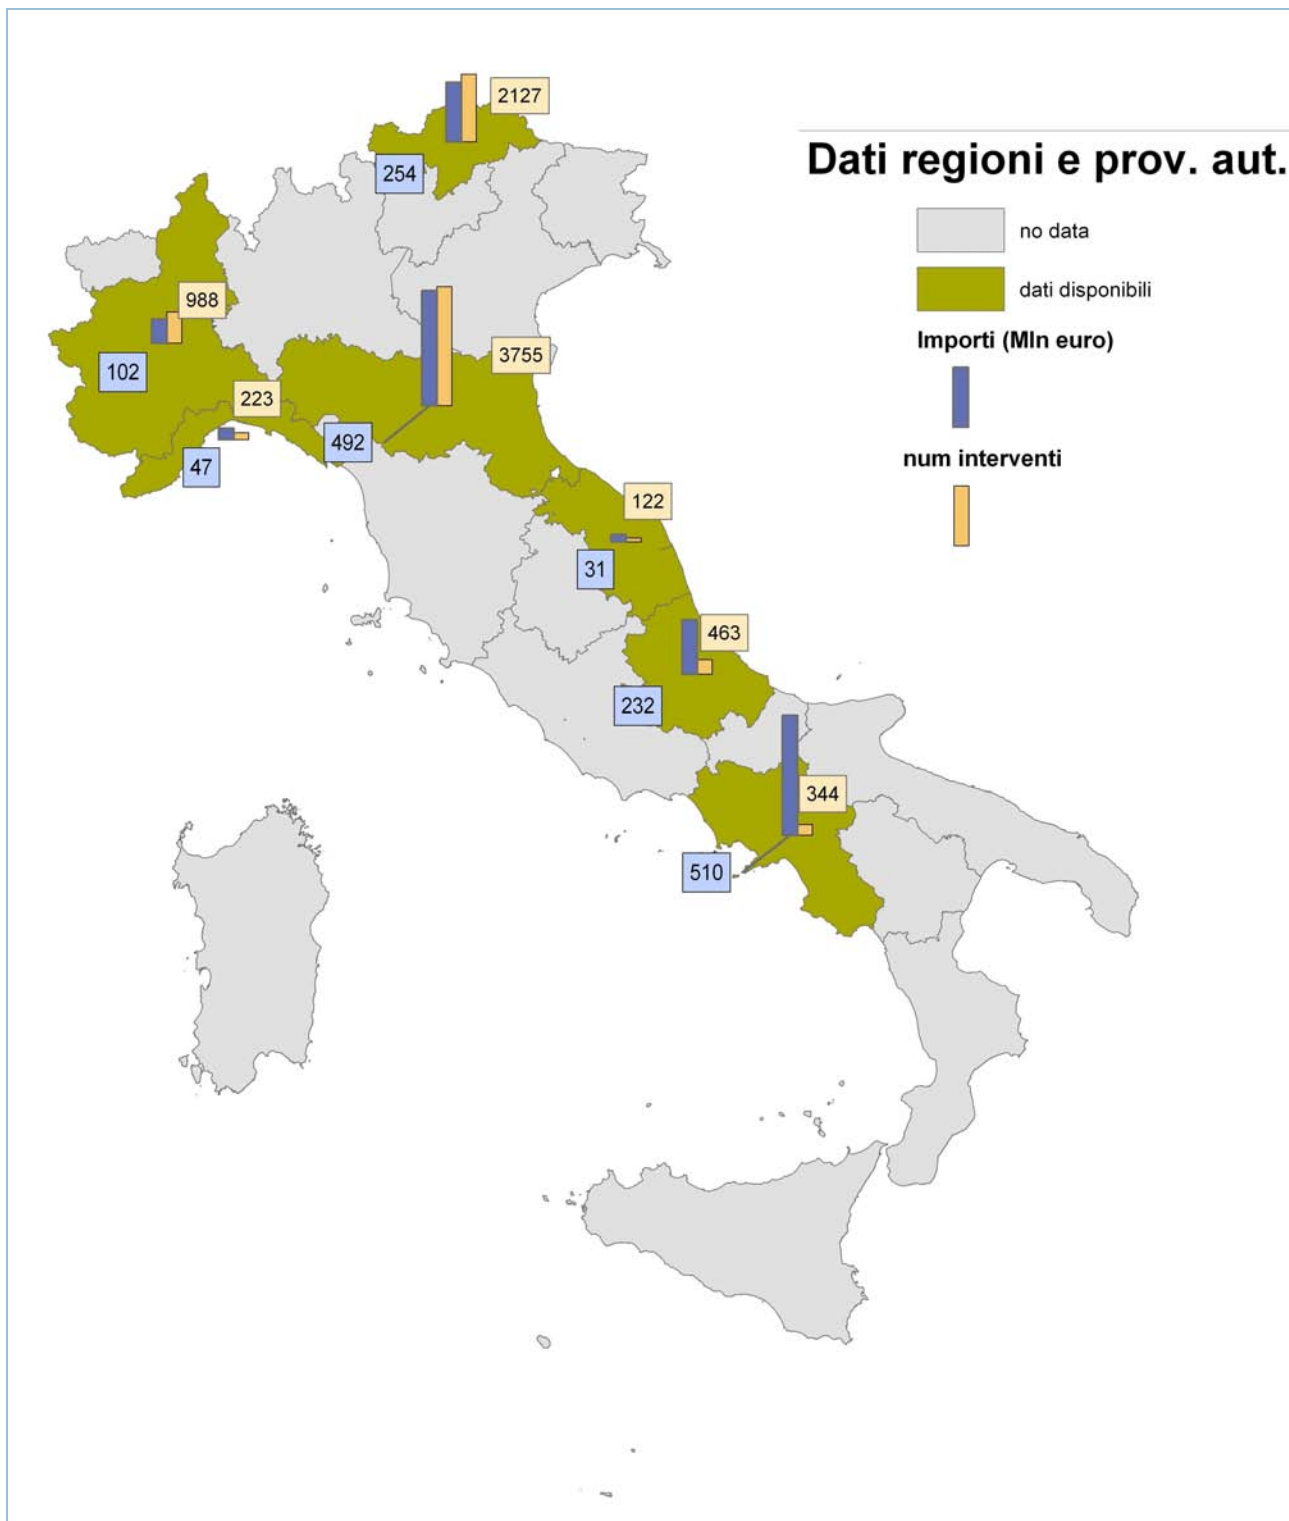 2127
254
Dati regioni e prov. aut.
no data
dati disponibili
Importi (Mln euro)
num interventi
988
102
3755
223
492
47
122
31
463
232
344
510